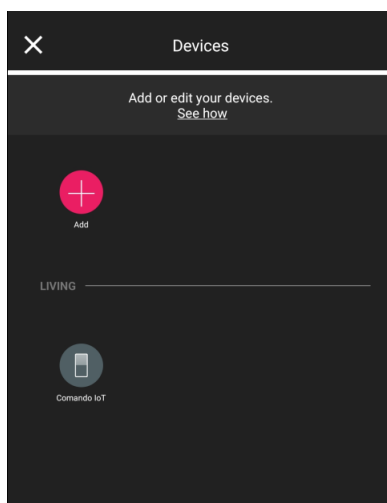 Devices
Add or edit your devices.
See how
Add
LIVING
Comando IoT